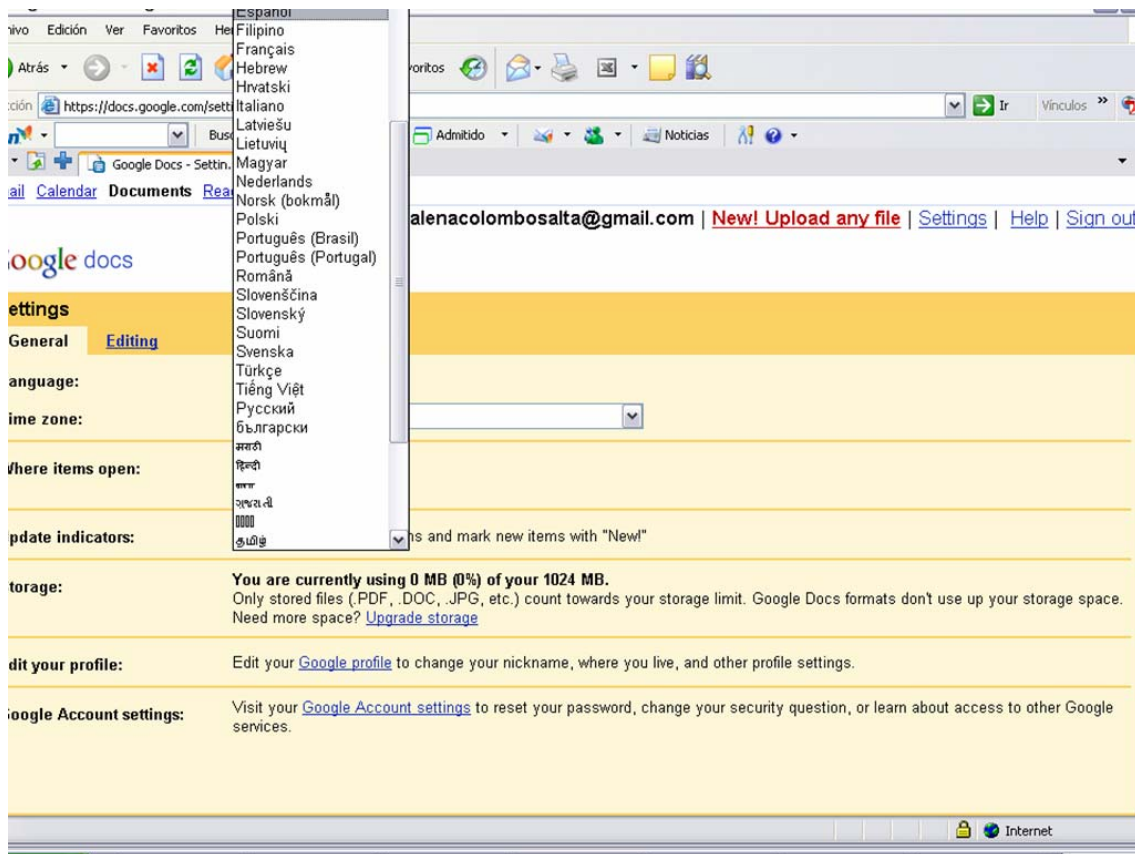 Español
ivo Edición Ver Favoritos He
Filipino
Français
Atrás
oritos
Hebrew
Hrvatski
ción https://docs.google.com/setti
Italiano
Ir Vínculos »
Latviešu
Busc
Admitido
Noticias
Lietuvių
Google Docs - Settin.
Magyar
Nederlands
ail Calendar Documents Rea
Norsk (bokmål)
Polski
alenacolombosalta@gmail.com | New! Upload any file | Settings | Help | Sign out
Português (Brasil)
Português (Portugal)
oogle docs
Română
Slovenščina
ettings
Slovenský
General Editing
Suomi
Svenska
Türkçe
anguage:
Tiếng Việt
Русский
ime zone:
български
मराठी
here items open:
हिन्दी
ગુજરાતી
pdate indicators:
ns and mark new items with "New!"
தமிழ்
torage:
You are currently using 0 MB (0%) of your 1024 MB.
Only stored files (.PDF, .DOC, .JPG, etc.) count towards your storage limit. Google Docs formats don't use up your storage space.
Need more space? Upgrade storage
dit your profile:
Edit your Google profile to change your nickname, where you live, and other profile settings.
oogle Account settings:
Visit your Google Account settings to reset your password, change your security question, or learn about access to other Google
services.
Internet